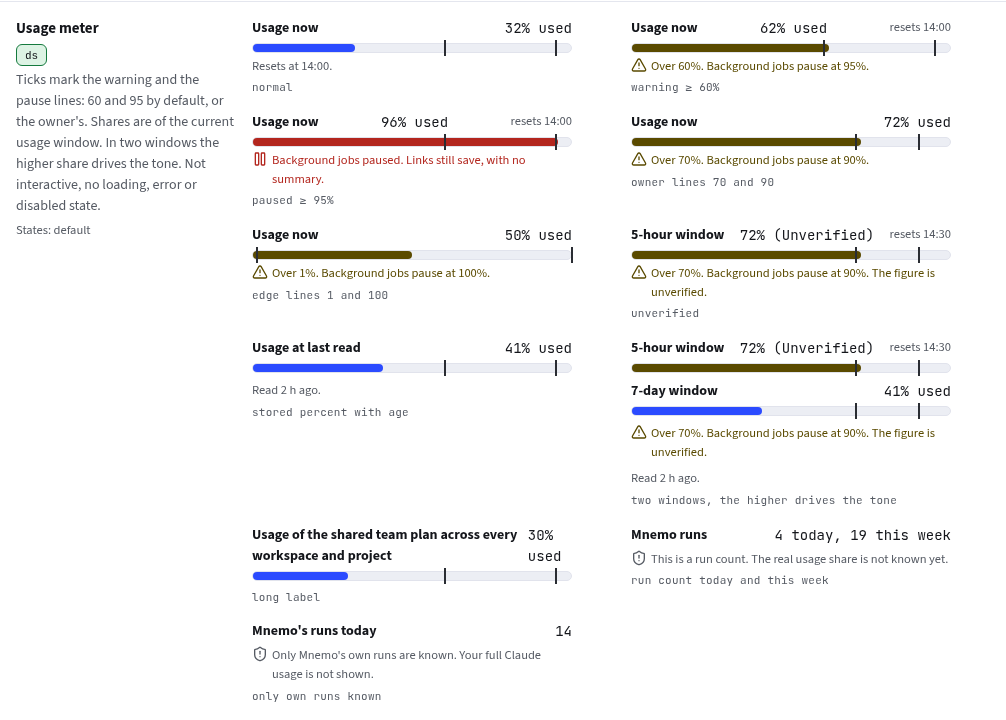 Usage meter
ds
Ticks mark the warning and the
pause lines: 60 and 95 by default, or
the owner's. Shares are of the current
usage window. In two windows the
higher share drives the tone. Not
interactive, no loading, error or
disabled state.
States: default
Usage now 32% used
Resets at 14:00.
normal
Usage now 62% used resets 14:00
Over 60%. Background jobs pause at 95%.
warning ≥ 60%
Usage now 96% used resets 14:00
Background jobs paused. Links still save, with no
summary.
paused ≥ 95%
Usage now 72% used
Over 70%. Background jobs pause at 90%.
owner lines 70 and 90
Usage now 50% used
Over 1%. Background jobs pause at 100%.
edge lines 1 and 100
5-hour window 72% (Unverified) resets 14:30
Over 70%. Background jobs pause at 90%. The figure is
unverified.
unverified
Usage at last read 41% used
Read 2 h ago.
stored percent with age
5-hour window 72% (Unverified) resets 14:30
7-day window 41% used
Over 70%. Background jobs pause at 90%. The figure is
unverified.
Read 2 h ago.
two windows, the higher drives the tone
Usage of the shared team plan across every 30%
workspace and project used
long label
Mnemo runs 4 today, 19 this week
This is a run count. The real usage share is not known yet.
run count today and this week
Mnemo's runs today 14
Only Mnemo's own runs are known. Your full Claude
usage is not shown.
only own runs known